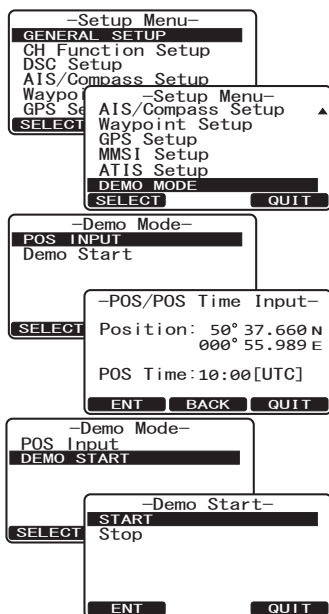 –Setup Menu–
GENERAL SETUP
CH Function Setup
DSC Setup
AIS/Compass Setup
Waypoi
GPS Se
SELECT
–Setup Menu–
AIS/Compass Setup ▲
Waypoint Setup
GPS Setup
MMSI Setup
ATIS Setup
DEMO MODE
SELECT QUIT
–Demo Mode–
POS INPUT
Demo Start
SELECT
–POS/POS Time Input–
Position: 50°37.660 N
000°55.989 E
POS Time:10:00[UTC]
ENT BACK QUIT
–Demo Mode–
POS Input
DEMO START
SELECT
–Demo Start–
START
Stop
ENT QUIT